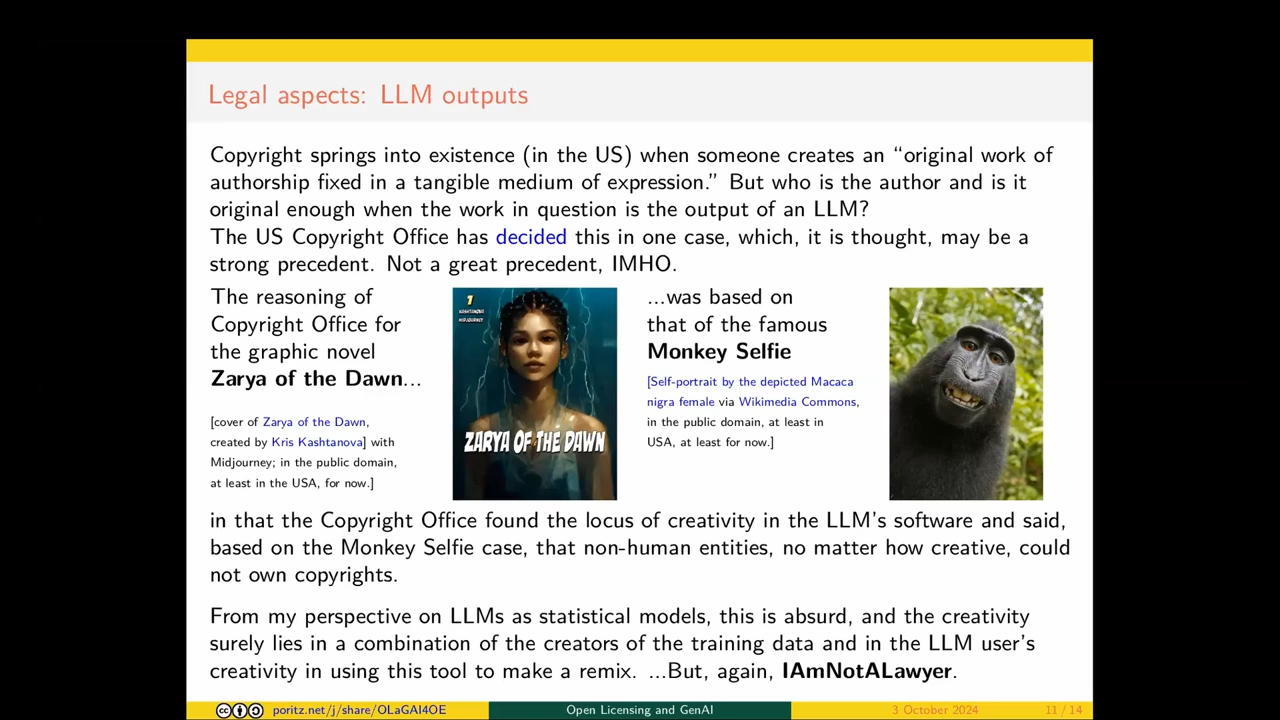 Legal aspects: LLM outputs
Copyright springs into existence (in the US) when someone creates an “original work of
authorship fixed in a tangible medium of expression.” But who is the author and is it
original enough when the work in question is the output of an LLM?
The US Copyright Office has decided this in one case, which, it is thought, may be a
strong precedent. Not a great precedent, IMHO.
The reasoning of
Copyright Office for
the graphic novel
Zarya of the Dawn...
[cover of Zarya of the Dawn,
created by Kris Kashtanova] with
Midjourney; in the public domain,
at least in the USA, for now.]
1
KASHTANOVA
MIDJOURNEY
ZARYA OF THE DAWN
...was based on
that of the famous
Monkey Selfie
[Self-portrait by the depicted Macaca
nigra female via Wikimedia Commons,
in the public domain, at least in
USA, at least for now.]
in that the Copyright Office found the locus of creativity in the LLM’s software and said,
based on the Monkey Selfie case, that non-human entities, no matter how creative, could
not own copyrights.
From my perspective on LLMs as statistical models, this is absurd, and the creativity
surely lies in a combination of the creators of the training data and in the LLM user’s
creativity in using this tool to make a remix. ...But, again, IAmNotALawyer.
cc poritz.net/j/share/OLaGAI4OE
Open Licensing and GenAI
3 October 2024
11 / 14